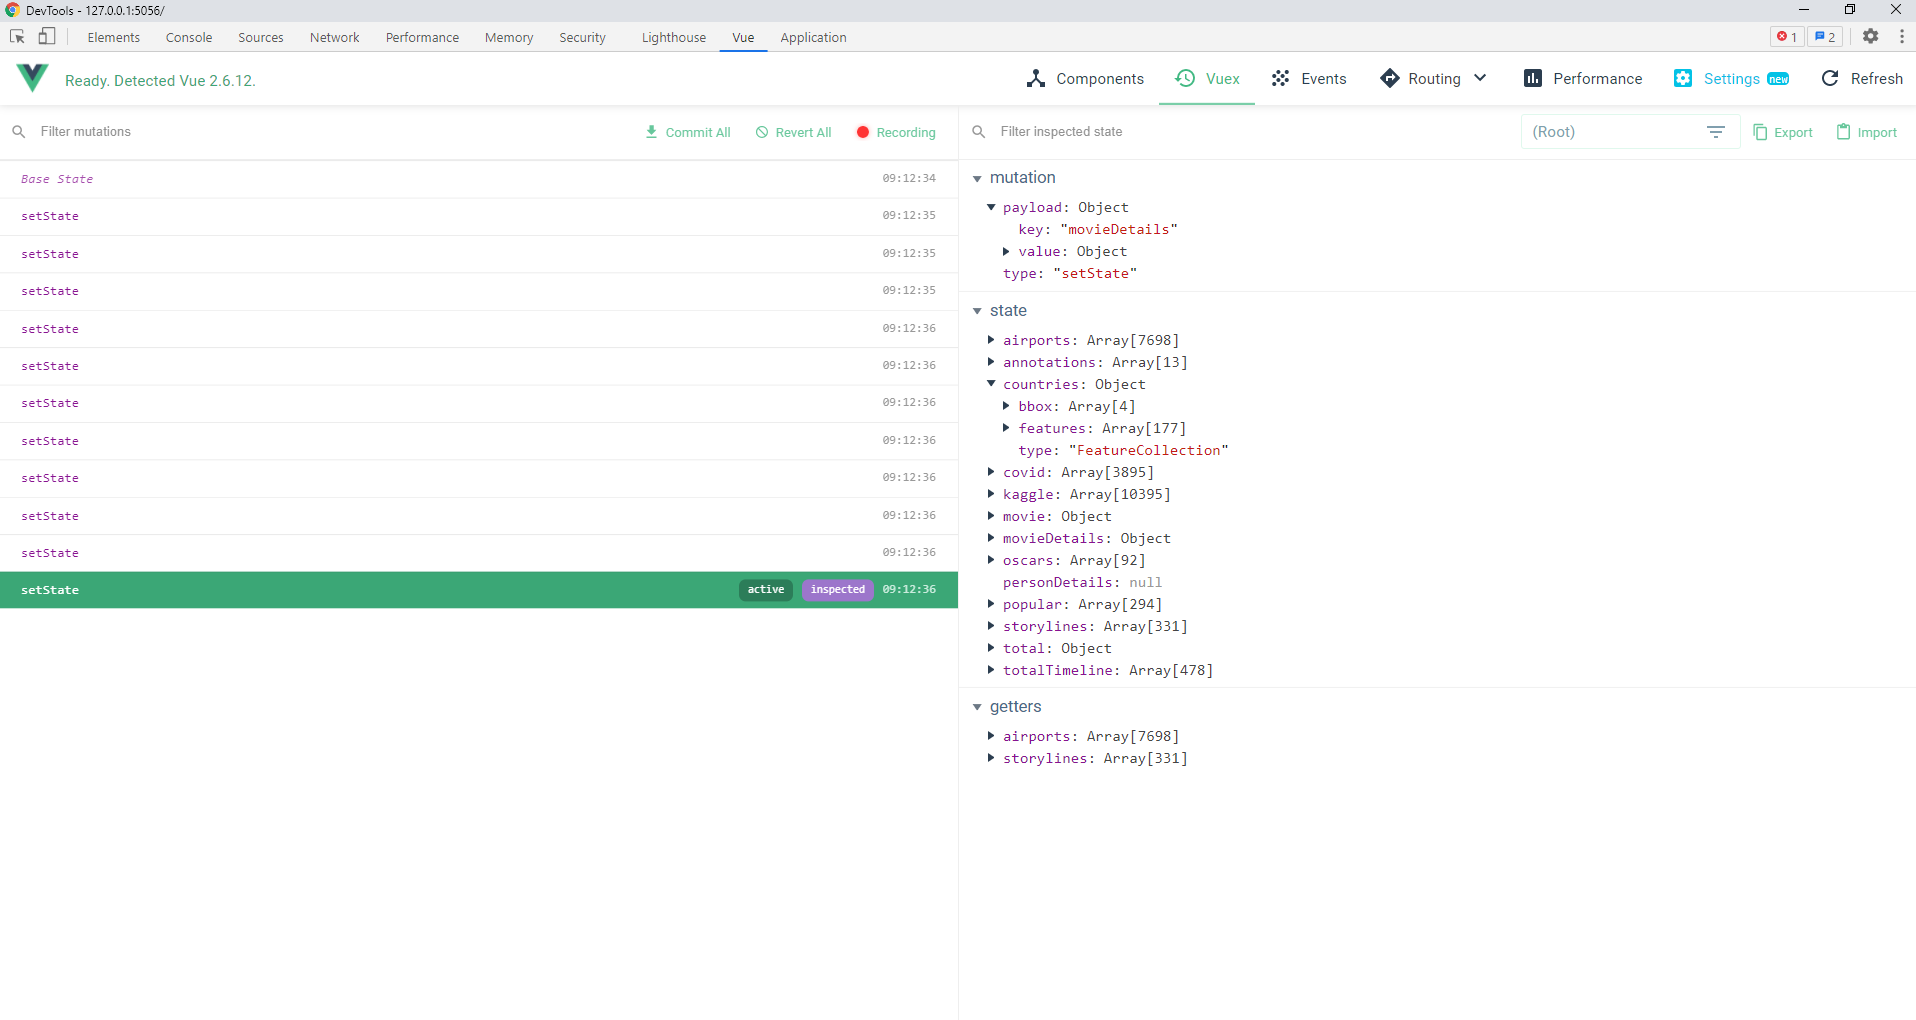 DevTools - 127.0.0.1:5056/
Elements Console Sources Network Performance Memory Security Lighthouse Vue Application 1 2
Ready. Detected Vue 2.6.12.
Components Vuex Events Routing Performance Settings new Refresh
Filter mutations Commit All Revert All Recording
Base State 09:12:34
setState 09:12:35
setState 09:12:35
setState 09:12:35
setState 09:12:36
setState 09:12:36
setState 09:12:36
setState 09:12:36
setState 09:12:36
setState 09:12:36
setState 09:12:36
setState active inspected 09:12:36
Filter inspected state (Root) Export Import
mutation
payload: Object
key: "movieDetails"
value: Object
type: "setState"
state
airports: Array[7698]
annotations: Array[13]
countries: Object
bbox: Array[4]
features: Array[177]
type: "FeatureCollection"
covid: Array[3895]
kaggle: Array[10395]
movie: Object
movieDetails: Object
oscars: Array[92]
personDetails: null
popular: Array[294]
storylines: Array[331]
total: Object
totalTimeline: Array[478]
getters
airports: Array[7698]
storylines: Array[331]